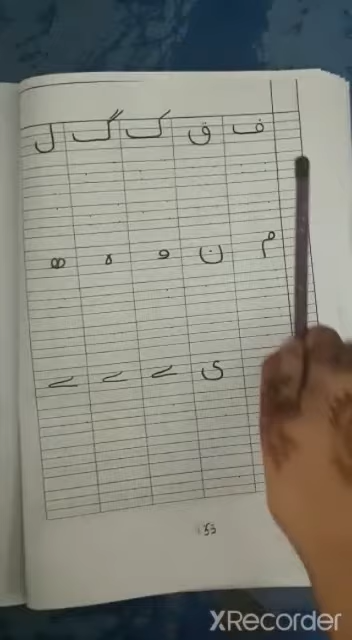 ف ق ک گ ل
م ن و ہ ھ
ی ے ے ے
XRecorder